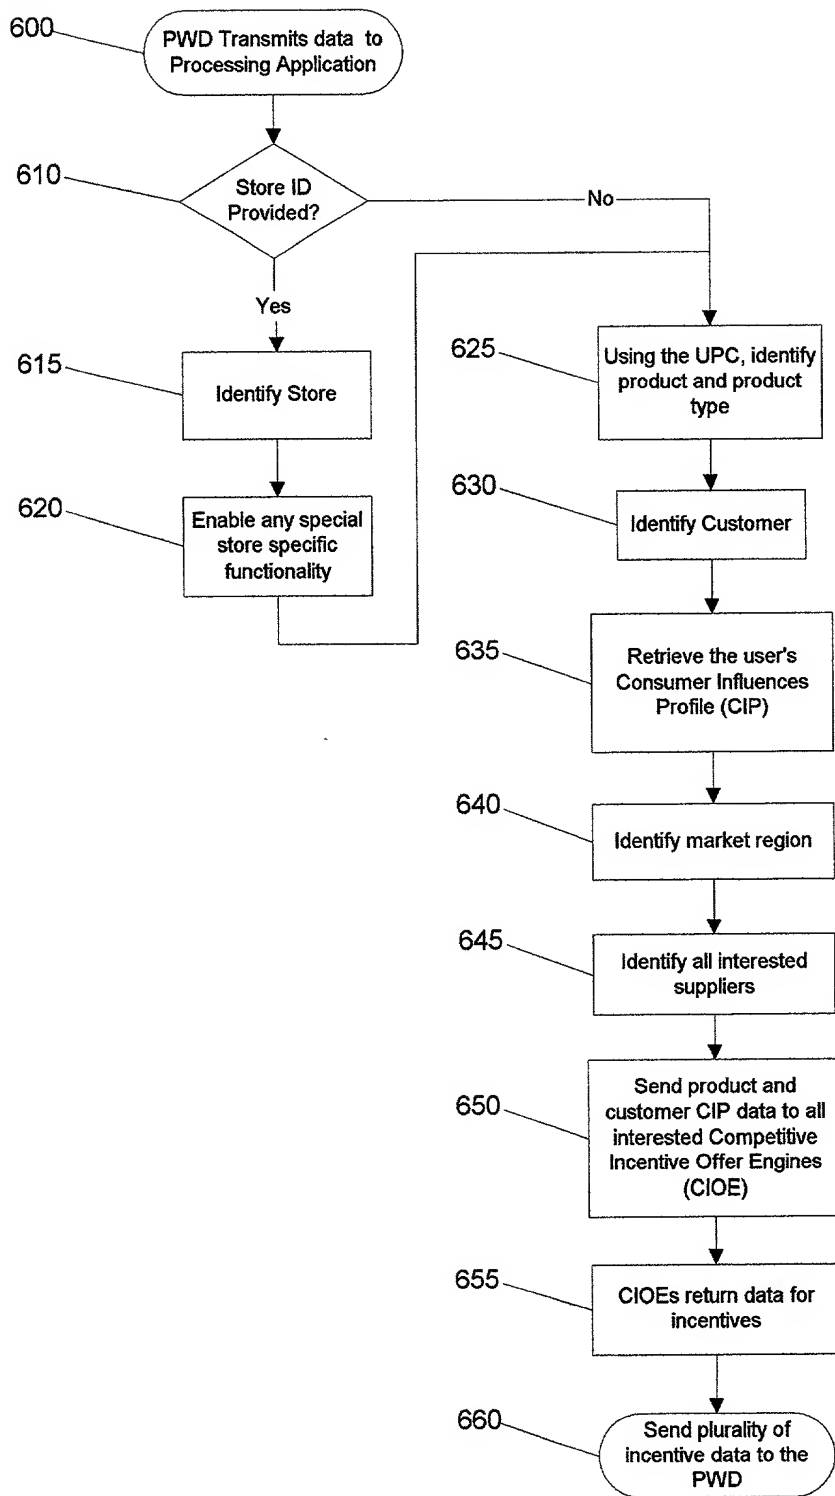 600
PWD Transmits data to
Processing Application
610
Store ID
Provided?
No
Yes
615
Identify Store
620
Enable any special
store specific
functionality
625
Using the UPC, identify
product and product
type
630
Identify Customer
635
Retrieve the user's
Consumer Influences
Profile (CIP)
640
Identify market region
645
Identify all interested
suppliers
650
Send product and
customer CIP data to all
interested Competitive
Incentive Offer Engines
(CIOE)
655
CIOEs return data for
incentives
660
Send plurality of
incentive data to the
PWD